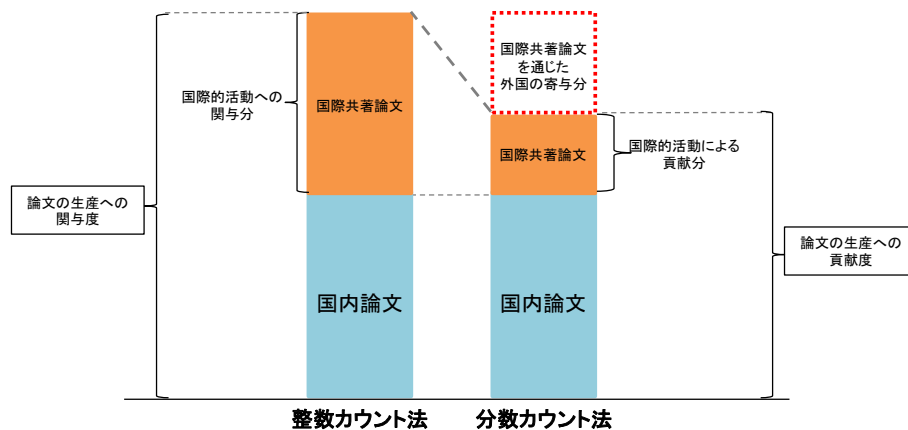 国際共著論文
を通じた
外国の寄与分
国際的活動への
関与分
国際共著論文
国際共著論文
国際的活動による
貢献分
論文の生産への
関与度
論文の生産への
貢献度
国内論文
国内論文
整数カウント法
分数カウント法